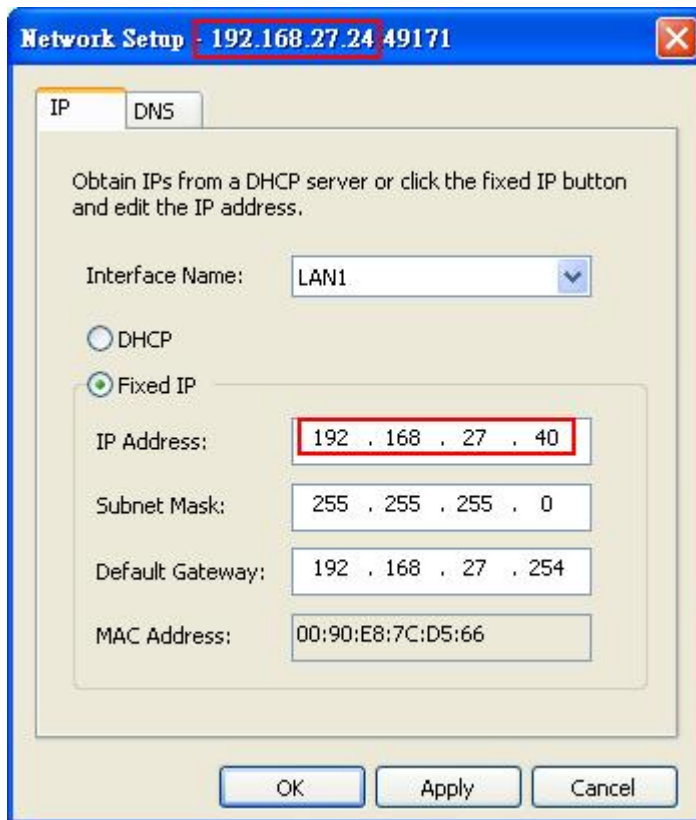 Network Setup - 192.168.27.24:49171
IP
DNS
Obtain IPs from a DHCP server or click the fixed IP button
and edit the IP address.
Interface Name: LAN1
DHCP
Fixed IP
IP Address: 192 . 168 . 27 . 40
Subnet Mask: 255 . 255 . 255 . 0
Default Gateway: 192 . 168 . 27 . 254
MAC Address: 00:90:E8:7C:D5:66
OK Apply Cancel